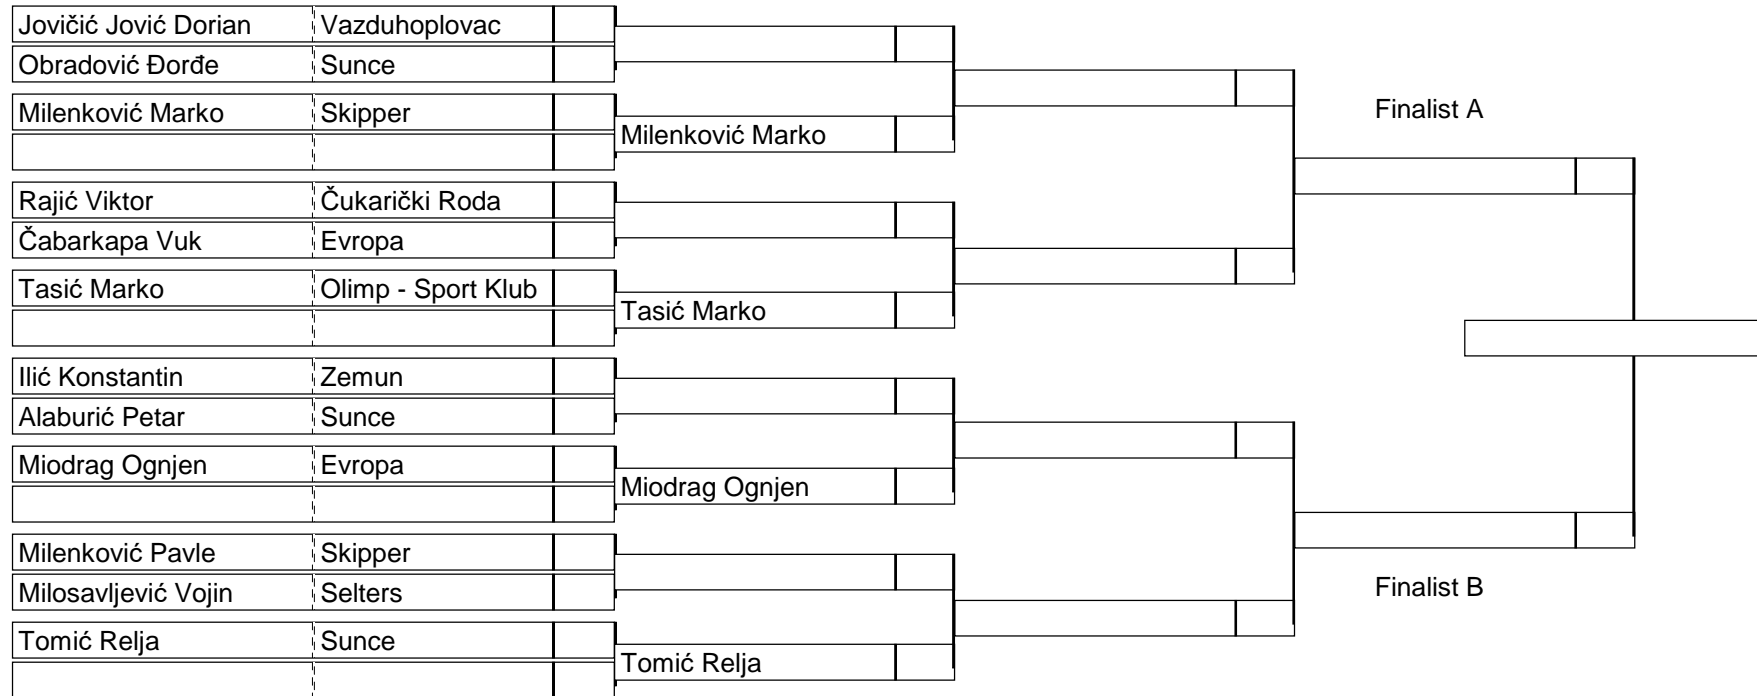 Jovičić Jović Dorian Vazduhoplovac
Obradović Đorđe Sunce
Milenković Marko Skipper
Milenković Marko
Rajić Viktor Čukarički Roda
Čabarkapa Vuk Evropa
Tasić Marko Olimp - Sport Klub
Tasić Marko
Ilić Konstantin Zemun
Alaburić Petar Sunce
Miodrag Ognjen Evropa
Miodrag Ognjen
Milenković Pavle Skipper
Milosavljević Vojin Selters
Tomić Relja Sunce
Tomić Relja
Finalist A
Finalist B